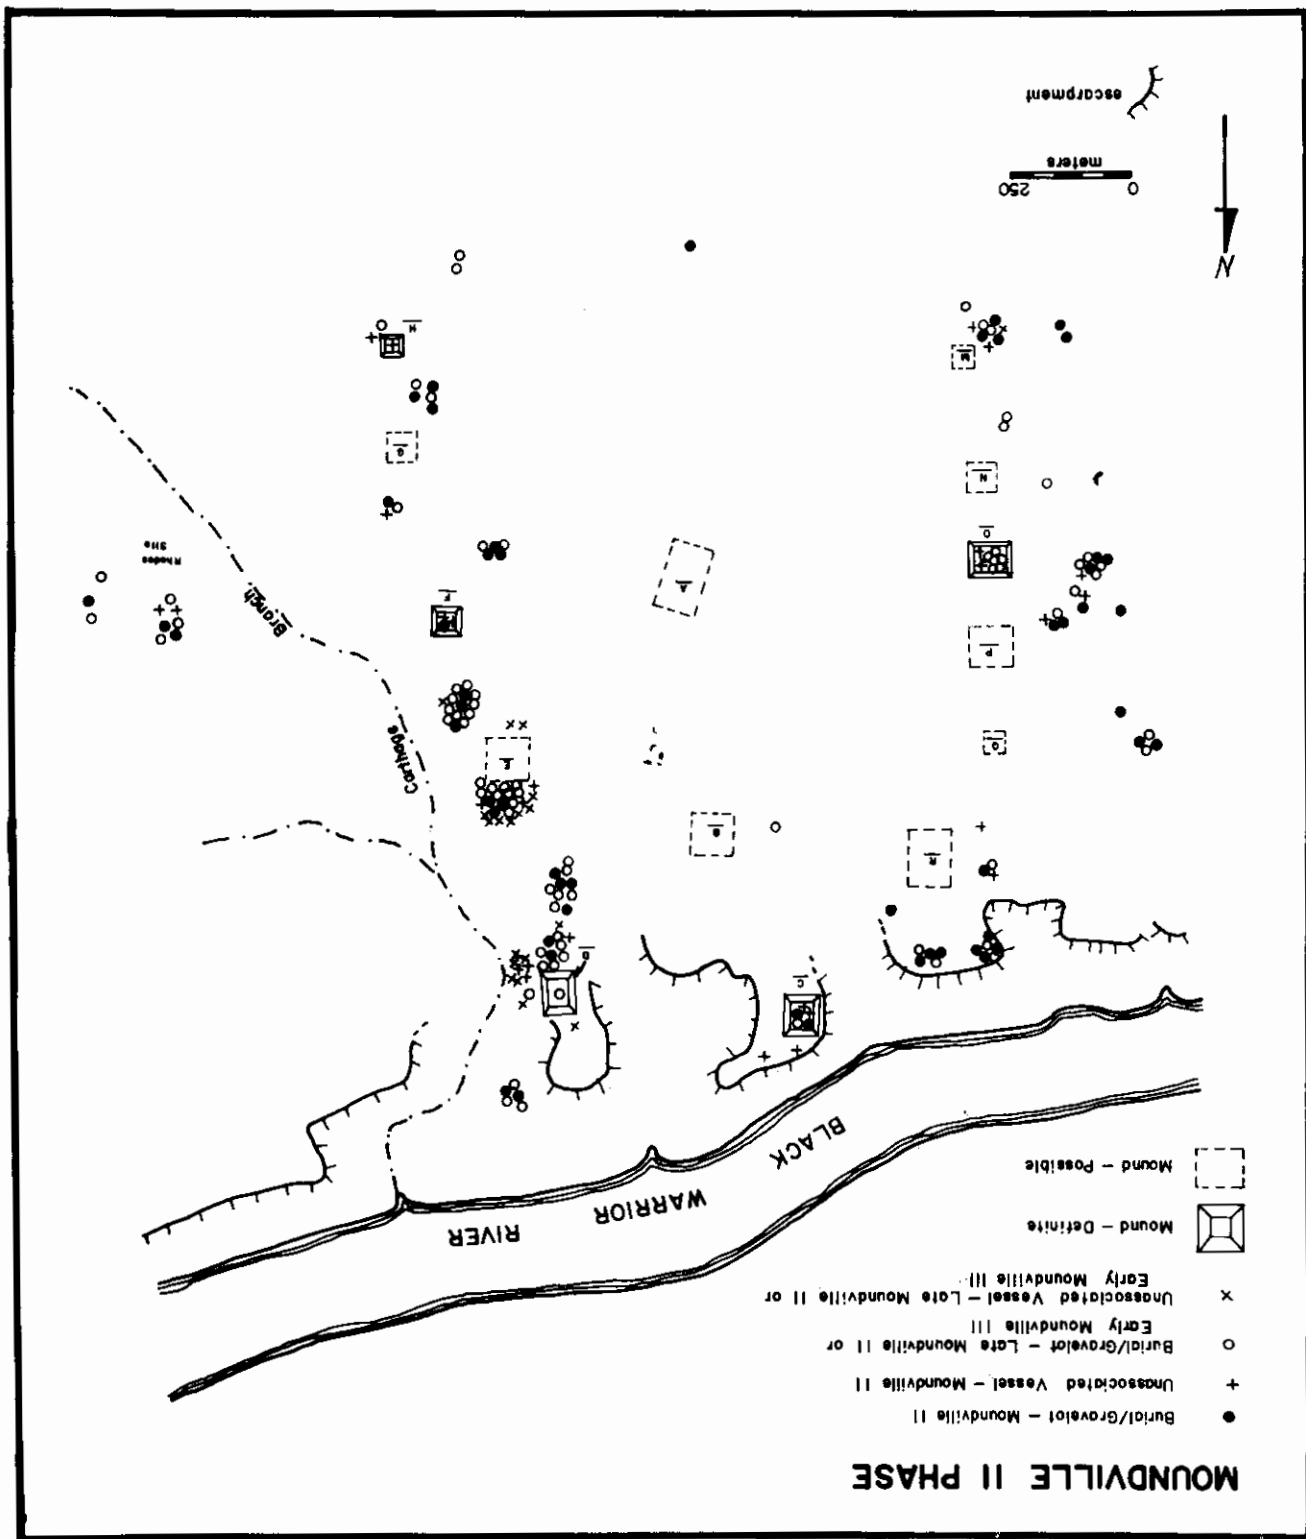 MOUNDVILLE II PHASE
● Burial/Gravelot – Moundville II
+ Unassociated Vessel – Moundville II
○ Burial/Gravelot – Late Moundville II or
Early Moundville III
× Unassociated Vessel – Late Moundville II or
Early Moundville III
Mound – Definite
Mound – Possible
BLACK
WARRIOR
RIVER
C
D
R
B
E
Q
Carthage
Branch
P
F
A
O
Rhodes
Site
N
G
M
H
N
0 250
meters
escarpment